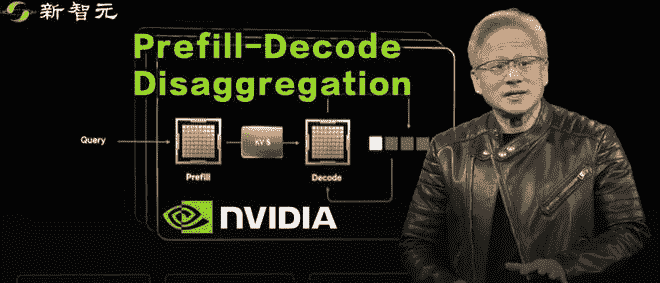 新智元
Prefill-Decode
Disaggregation
Query
Prefill
KV $
Decode
NVIDIA